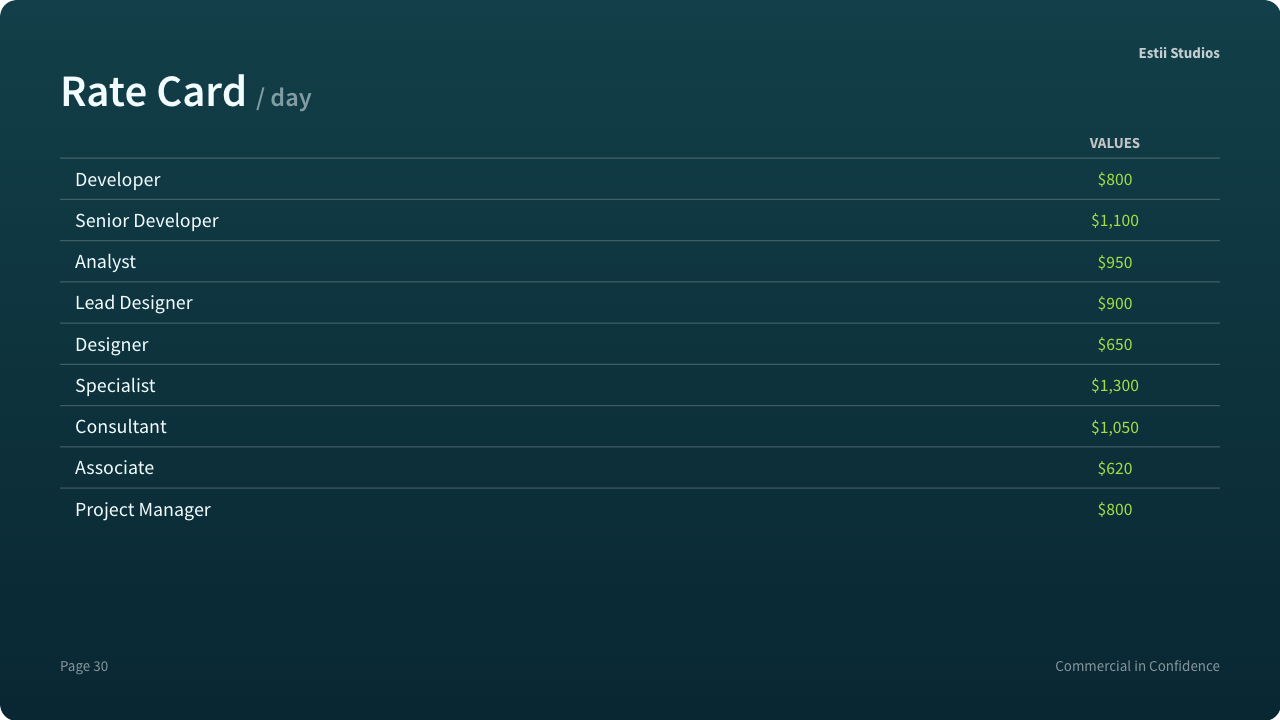 Estii Studios
Rate Card / day
VALUES
Developer $800
Senior Developer $1,100
Analyst $950
Lead Designer $900
Designer $650
Specialist $1,300
Consultant $1,050
Associate $620
Project Manager $800
Page 30 Commercial in Confidence